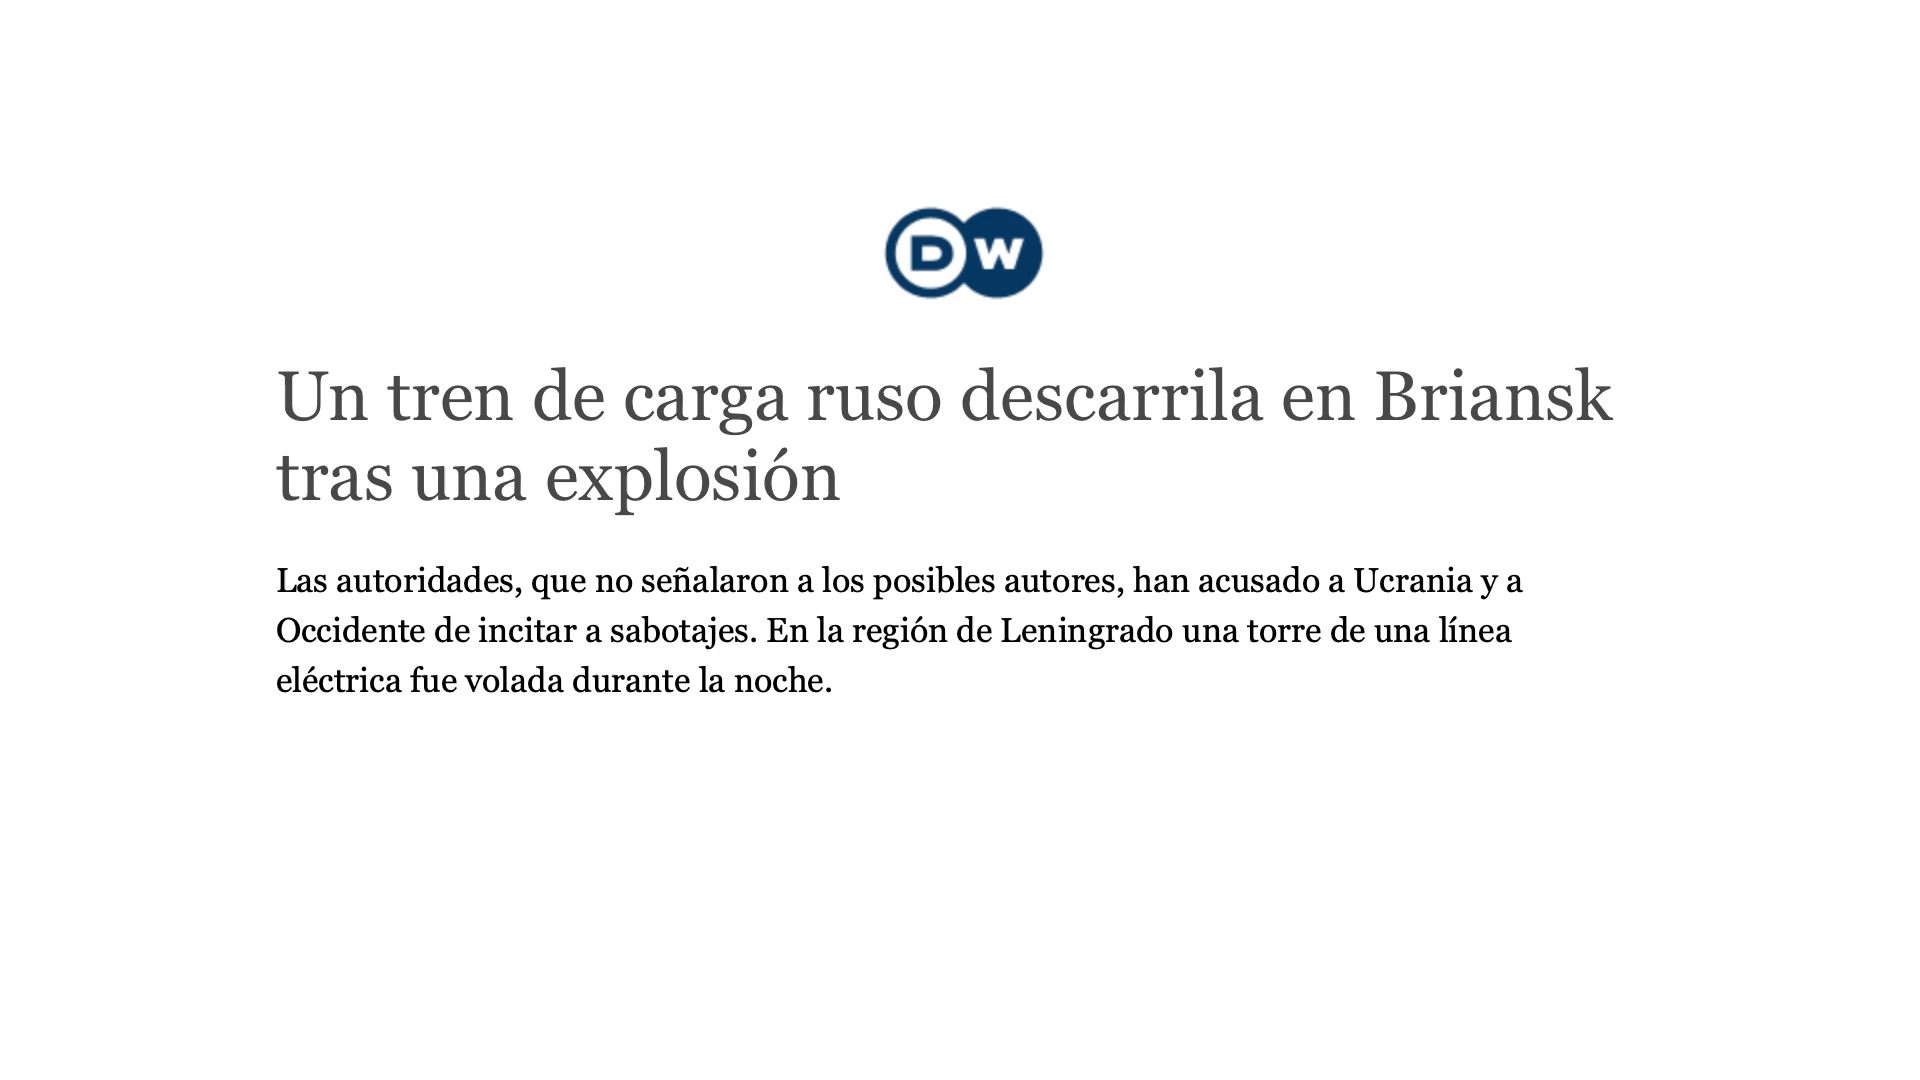 DW
Un tren de carga ruso descarrila en Briansk
tras una explosión
Las autoridades, que no señalaron a los posibles autores, han acusado a Ucrania y a
Occidente de incitar a sabotajes. En la región de Leningrado una torre de una línea
eléctrica fue volada durante la noche.